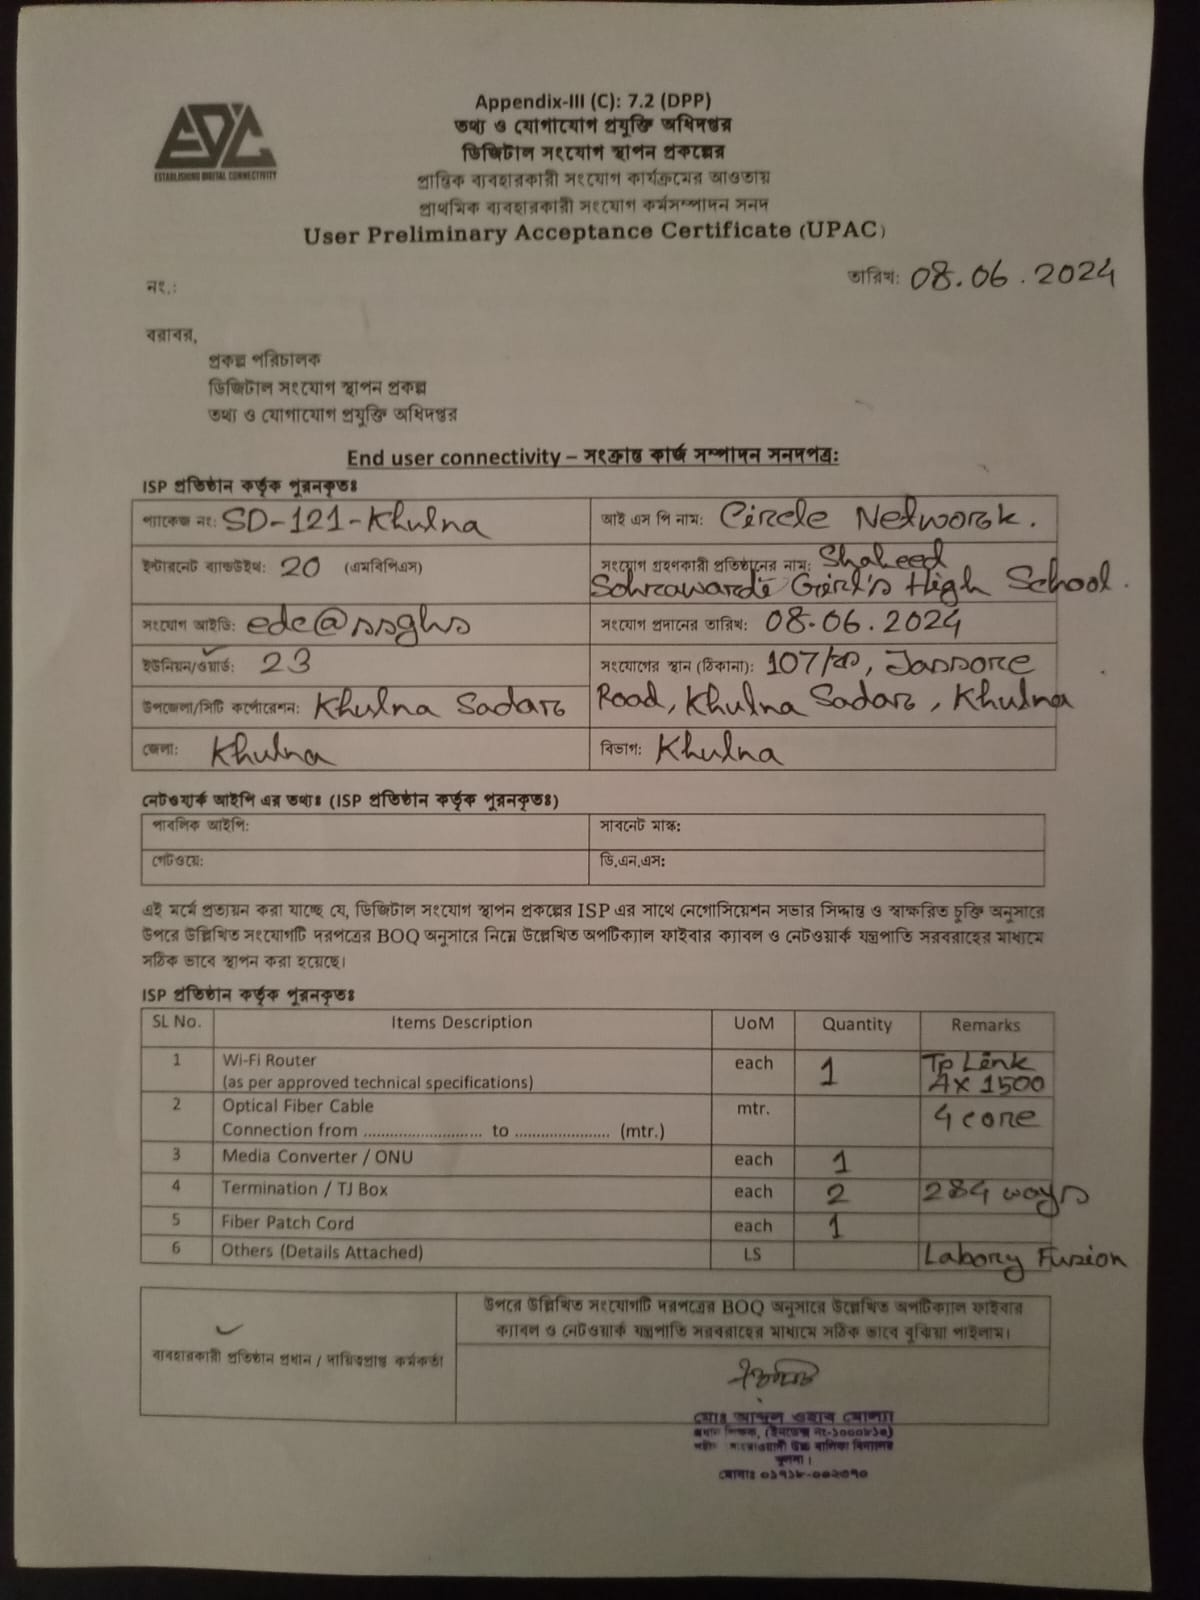 EDC
ESTABLISHING DIGITAL CONNECTIVITY
Appendix-III (C): 7.2 (DPP)
তথ্য ও যোগাযোগ প্রযুক্তি অধিদপ্তর
ডিজিটাল সংযোগ স্থাপন প্রকল্পের
প্রান্তিক ব্যবহারকারী সংযোগ কার্যক্রমের আওতায়
প্রাথমিক ব্যবহারকারী সংযোগ কর্মসম্পাদন সনদ
User Preliminary Acceptance Certificate (UPAC)
নং.: তারিখ: 08.06.2024
বরাবর,
প্রকল্প পরিচালক
ডিজিটাল সংযোগ স্থাপন প্রকল্প
তথ্য ও যোগাযোগ প্রযুক্তি অধিদপ্তর
End user connectivity – সংক্রান্ত কার্জ সম্পাদন সনদপত্র:
ISP প্রতিষ্ঠান কর্তৃক পুরনকৃতঃ
প্যাকেজ নং: SD-121-Khulna আই এস পি নাম: Circle Network.
ইন্টারনেট ব্যান্ডউইথ: 20 (এমবিপিএস) সংযোগ গ্রহণকারী প্রতিষ্ঠানের নাম: Shaheed
Sohrawardi Girl's High School.
সংযোগ আইডি: edc@ssghs সংযোগ প্রদানের তারিখ: 08.06.2024
ইউনিয়ন/ওয়ার্ড: 23 সংযোগের স্থান (ঠিকানা): 107/ক, Jassore
উপজেলা/সিটি কর্পোরেশন: Khulna Sadar Road, Khulna Sadar, Khulna
জেলা: Khulna বিভাগ: Khulna
নেটওয়ার্ক আইপি এর তথ্যঃ (ISP প্রতিষ্ঠান কর্তৃক পুরনকৃতঃ)
পাবলিক আইপি: সাবনেট মাস্ক:
গেটওয়ে: ডি.এন.এস:
এই মর্মে প্রত্যয়ন করা যাচ্ছে যে, ডিজিটাল সংযোগ স্থাপন প্রকল্পের ISP এর সাথে নেগোসিয়েশন সভার সিদ্দান্ত ও স্বাক্ষরিত চুক্তি অনুসারে
উপরে উল্লিখিত সংযোগটি দরপত্রের BOQ অনুসারে নিম্নে উল্লেখিত অপটিক্যাল ফাইবার ক্যাবল ও নেটওয়ার্ক যন্ত্রপাতি সরবরাহের মাধ্যমে
সঠিক ভাবে স্থাপন করা হয়েছে।
ISP প্রতিষ্ঠান কর্তৃক পুরনকৃতঃ
SL No. Items Description UoM Quantity Remarks
1 Wi-Fi Router each 1 Tp Link
(as per approved technical specifications) AX 1500
2 Optical Fiber Cable mtr. 4 core
Connection from ........................... to ...................... (mtr.)
3 Media Converter / ONU each 1
4 Termination / TJ Box each 2 2&4 ways
5 Fiber Patch Cord each 1
6 Others (Details Attached) LS Labory Fusion
উপরে উল্লিখিত সংযোগটি দরপত্রের BOQ অনুসারে উল্লেখিত অপটিক্যাল ফাইবার
ক্যাবল ও নেটওয়ার্ক যন্ত্রপাতি সরবরাহের মাধ্যমে সঠিক ভাবে বুঝিয়া পাইলাম।
ব্যবহারকারী প্রতিষ্ঠান প্রধান / দায়িত্বপ্রাপ্ত কর্মকর্তা
মোঃ আব্দুল ওহাব মোল্যা
প্রধান শিক্ষক,
উচ্চ বালিকা বিদ্যালয়
খুলনা।